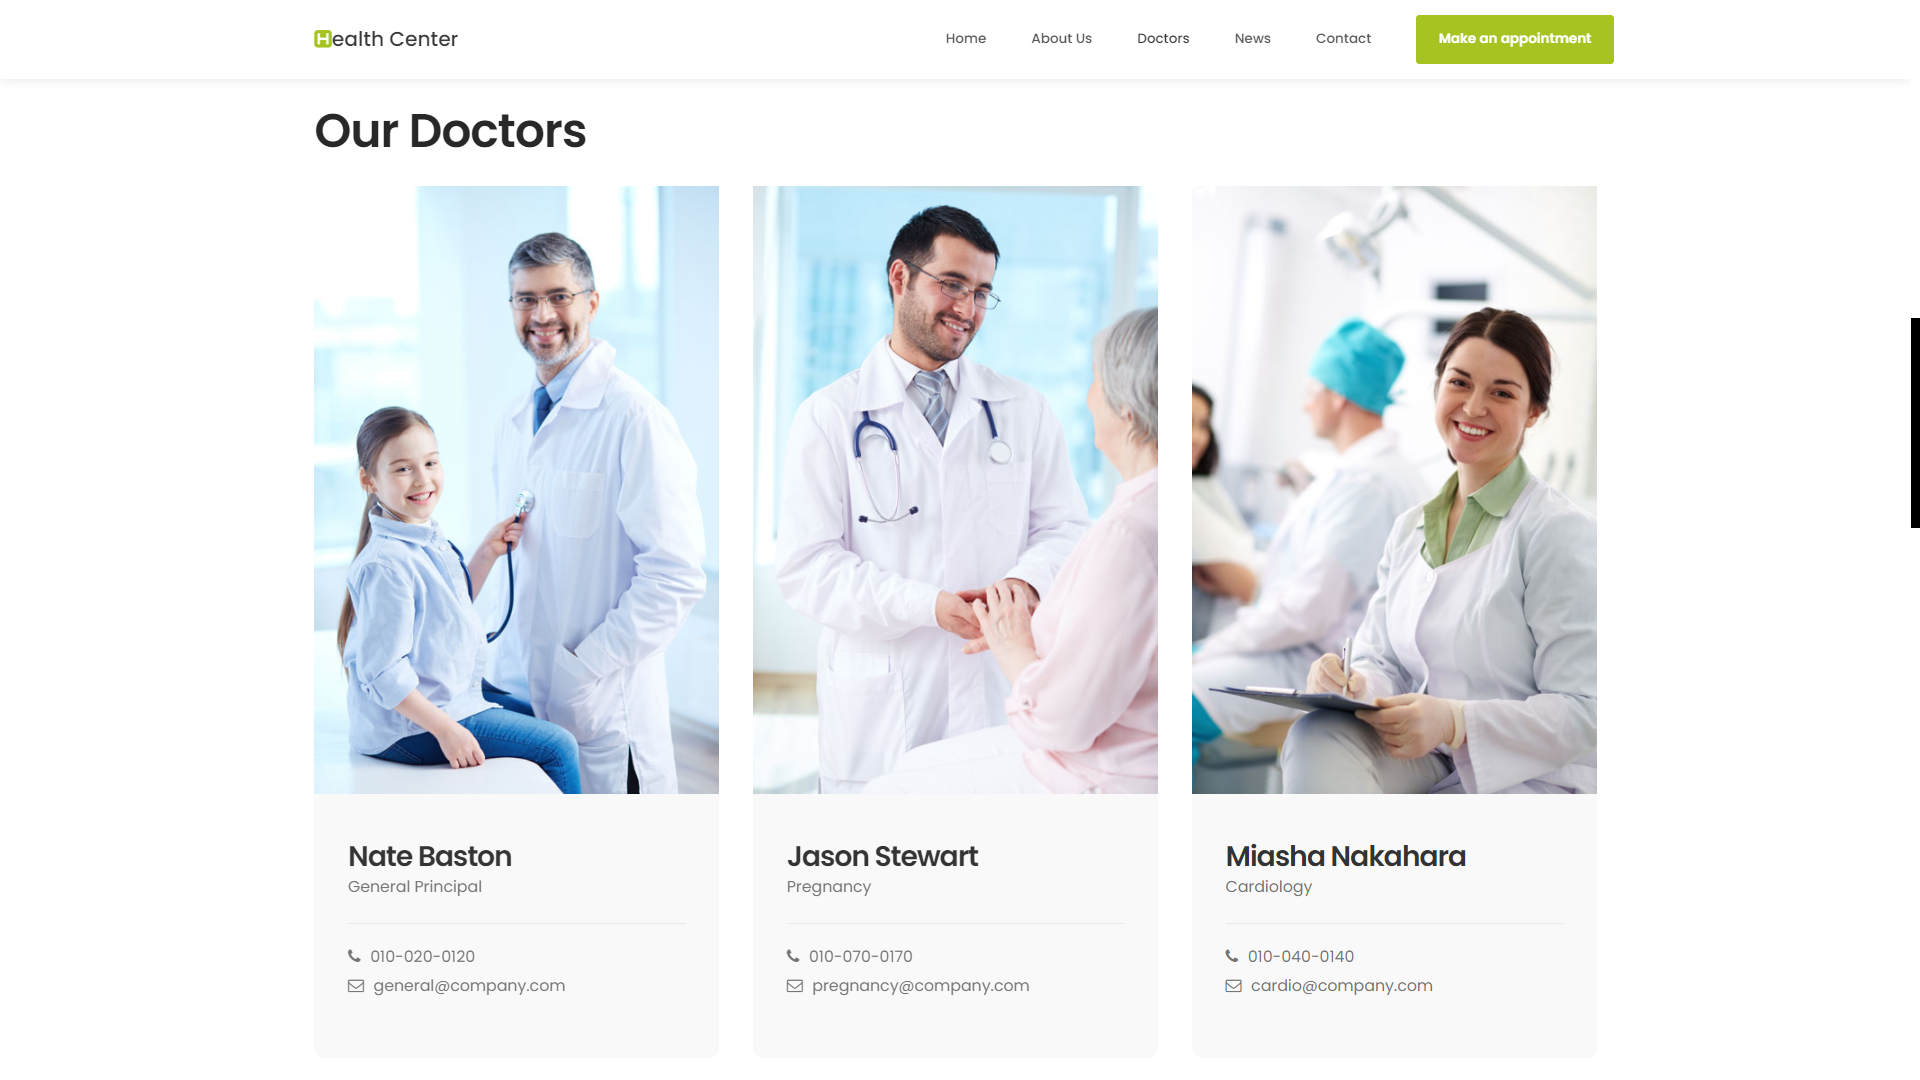 Health Center
Home
About Us
Doctors
News
Contact
Make an appointment
Our Doctors
Nate Baston
General Principal
010-020-0120
general@company.com
Jason Stewart
Pregnancy
010-070-0170
pregnancy@company.com
Miasha Nakahara
Cardiology
010-040-0140
cardio@company.com